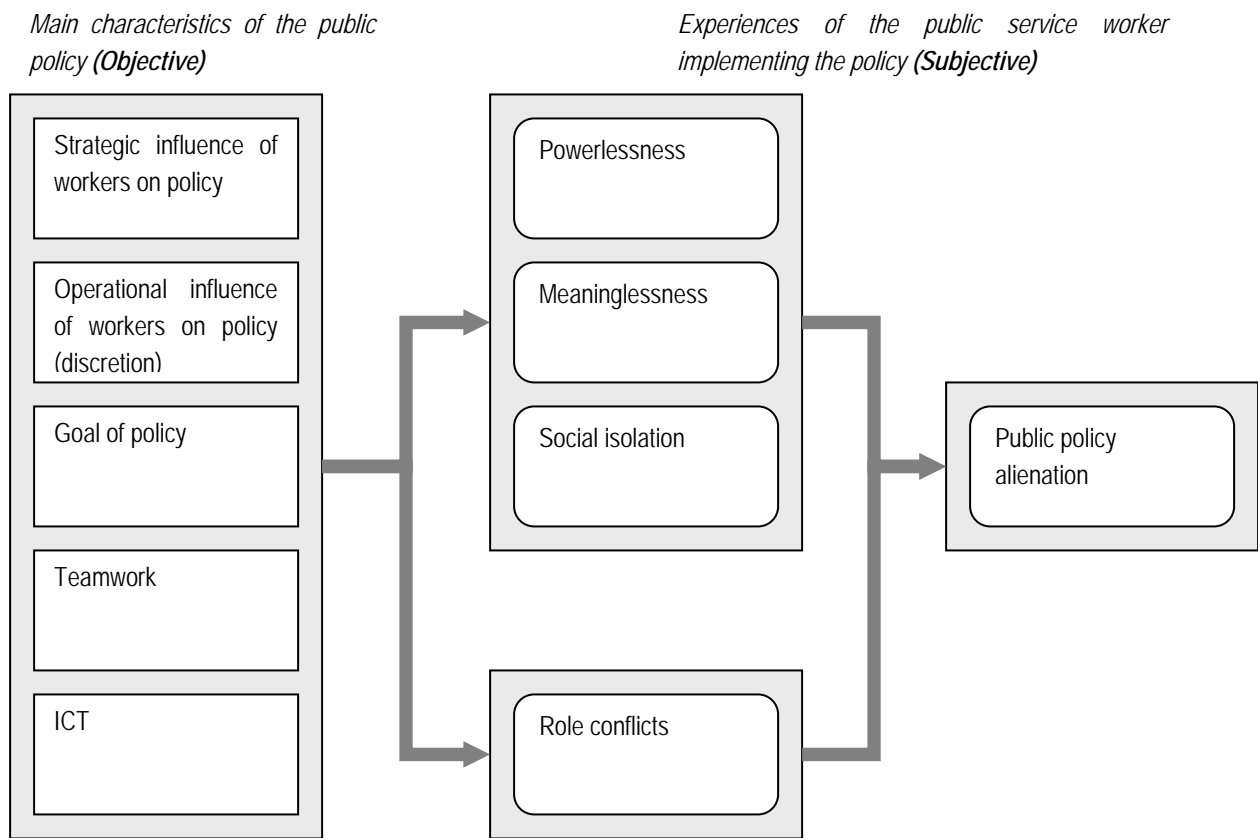 Main characteristics of the public
policy (Objective)
Experiences of the public service worker
implementing the policy (Subjective)
Strategic influence of
workers on policy
Operational influence
of workers on policy
(discretion)
Goal of policy
Teamwork
ICT
Powerlessness
Meaninglessness
Social isolation
Role conflicts
Public policy
alienation